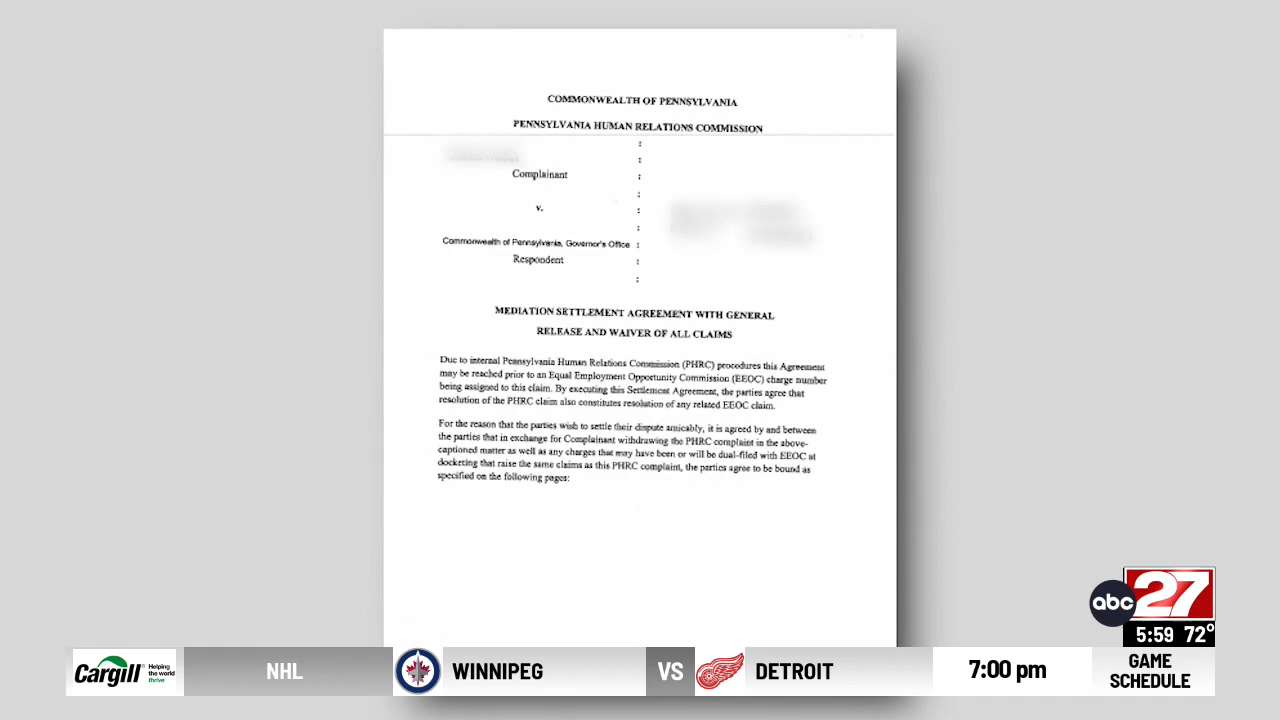 COMMONWEALTH OF PENNSYLVANIA
PENNSYLVANIA HUMAN RELATIONS COMMISSION
:
:
Complainant :
:
v. :
:
Commonwealth of Pennsylvania, Governor's Office :
Respondent :
:
MEDIATION SETTLEMENT AGREEMENT WITH GENERAL
RELEASE AND WAIVER OF ALL CLAIMS
Due to internal Pennsylvania Human Relations Commission (PHRC) procedures this Agreement
may be reached prior to an Equal Employment Opportunity Commission (EEOC) charge number
being assigned to this claim. By executing this Settlement Agreement, the parties agree that
resolution of the PHRC claim also constitutes resolution of any related EEOC claim.
For the reason that the parties wish to settle their dispute amicably, it is agreed by and between
the parties that in exchange for Complainant withdrawing the PHRC complaint in the above-
captioned matter as well as any charges that may have been or will be dual-filed with EEOC at
docketing that raise the same claims as this PHRC complaint, the parties agree to be bound as
specified on the following pages:
abc 27
5:59 72°
Cargill® Helping
the world
thrive
NHL WINNIPEG VS DETROIT 7:00 pm GAME
SCHEDULE